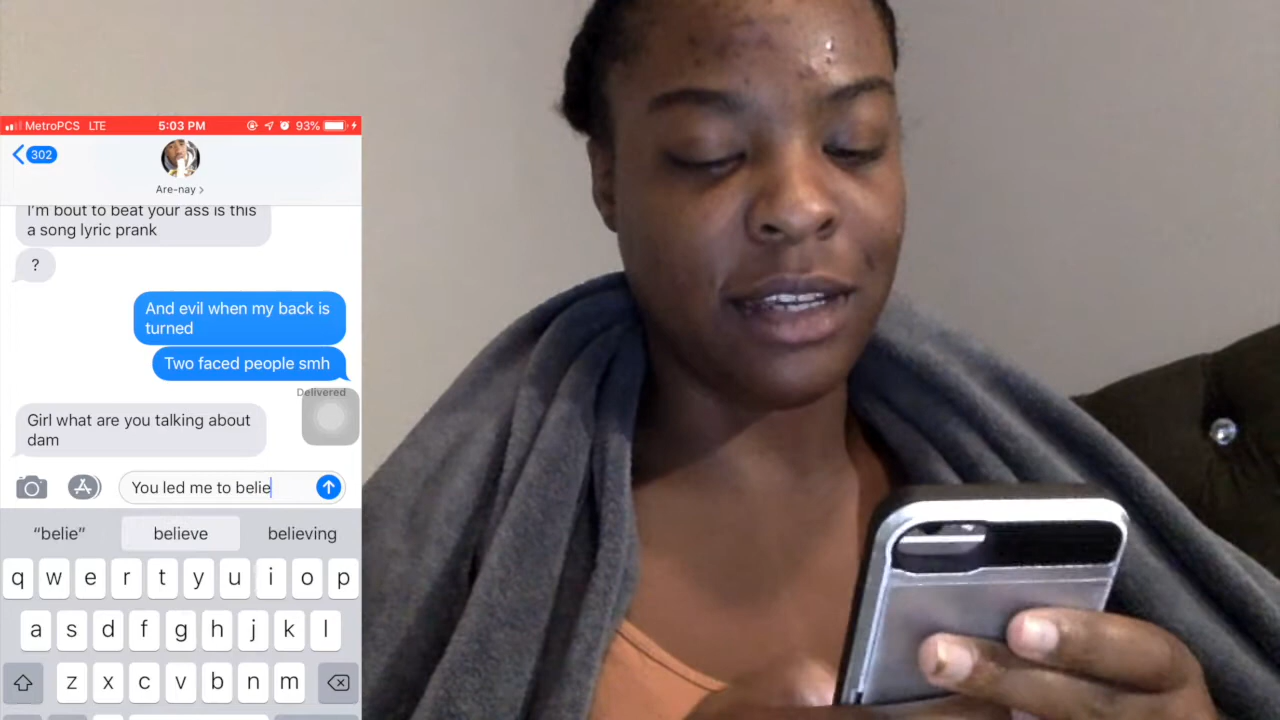 MetroPCS LTE 5:03 PM 93%
302
Are-nay >
I'm bout to beat your ass is this
a song lyric prank
?
And evil when my back is
turned
Two faced people smh
Delivered
Girl what are you talking about
dam
You led me to belie
“belie” believe believing
q w e r t y u i o p
a s d f g h j k l
z x c v b n m